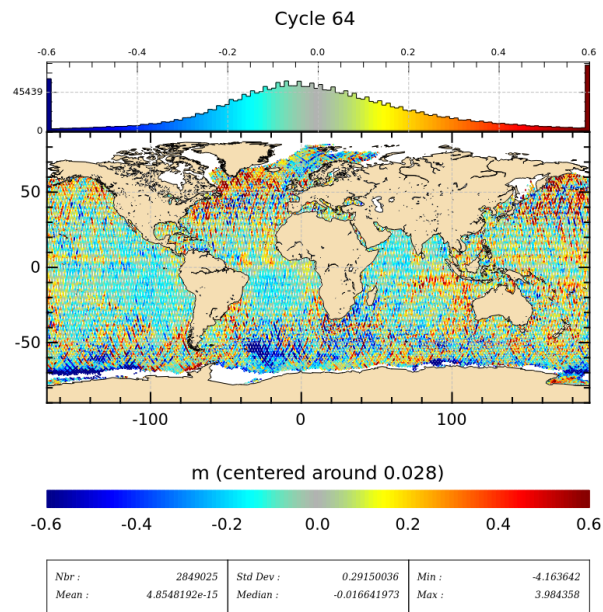 Cycle 64
-0.6 -0.4 -0.2 0.0 0.2 0.4 0.6
45439
0
50
0
-50
-100 0 100
m (centered around 0.028)
-0.6 -0.4 -0.2 0.0 0.2 0.4 0.6
Nbr : 2849025 Std Dev : 0.29150036 Min : -4.163642
Mean : 4.8548192e-15 Median : -0.016641973 Max : 3.984358